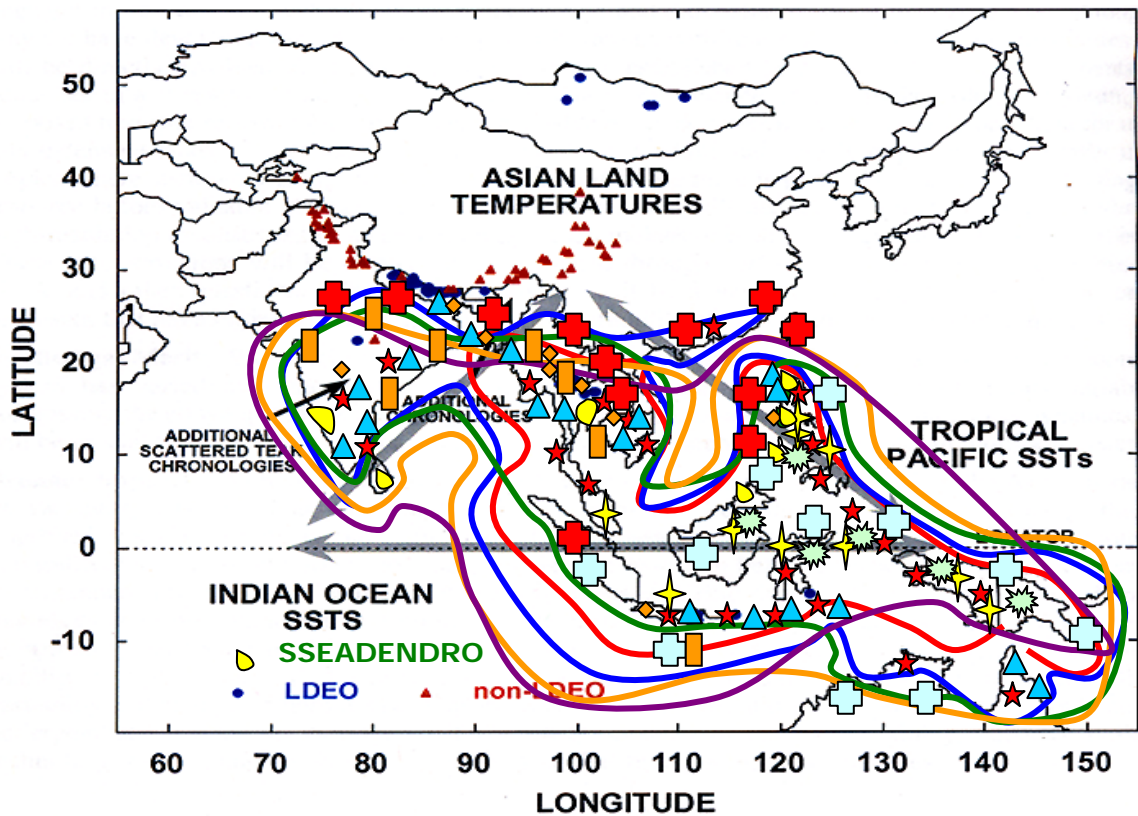 50
40
30
20
10
0
-10
LATITUDE
ASIAN LAND
TEMPERATURES
ADDITIONAL
CHRONOLOGIES
ADDITIONAL
SCATTERED TEAK
CHRONOLOGIES
TROPICAL
PACIFIC SSTs
EQUATOR
INDIAN OCEAN
SSTS
SSEADENDRO
LDEO
non-LDEO
60 70 80 90 100 110 120 130 140 150
LONGITUDE